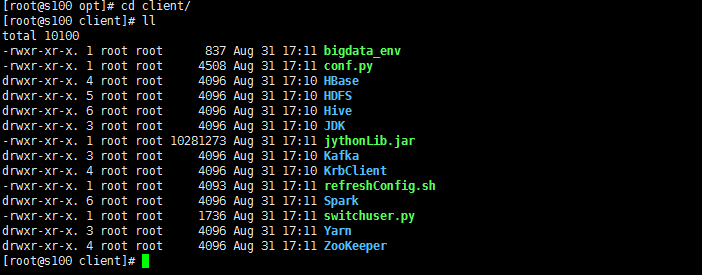 [root@s100 opt]# cd client/
[root@s100 client]# ll
total 10100
-rwxr-xr-x. 1 root root      837 Aug 31 17:11 bigdata_env
-rwxr-xr-x. 1 root root     4508 Aug 31 17:11 conf.py
drwxr-xr-x. 4 root root     4096 Aug 31 17:10 HBase
drwxr-xr-x. 5 root root     4096 Aug 31 17:10 HDFS
drwxr-xr-x. 6 root root     4096 Aug 31 17:10 Hive
drwxr-xr-x. 3 root root     4096 Aug 31 17:10 JDK
-rwxr-xr-x. 1 root root 10281273 Aug 31 17:11 jythonLib.jar
drwxr-xr-x. 3 root root     4096 Aug 31 17:10 Kafka
drwxr-xr-x. 4 root root     4096 Aug 31 17:10 KrbClient
-rwxr-xr-x. 1 root root     4093 Aug 31 17:11 refreshConfig.sh
drwxr-xr-x. 6 root root     4096 Aug 31 17:11 Spark
-rwxr-xr-x. 1 root root     1736 Aug 31 17:11 switchuser.py
drwxr-xr-x. 3 root root     4096 Aug 31 17:11 Yarn
drwxr-xr-x. 4 root root     4096 Aug 31 17:11 ZooKeeper
[root@s100 client]#